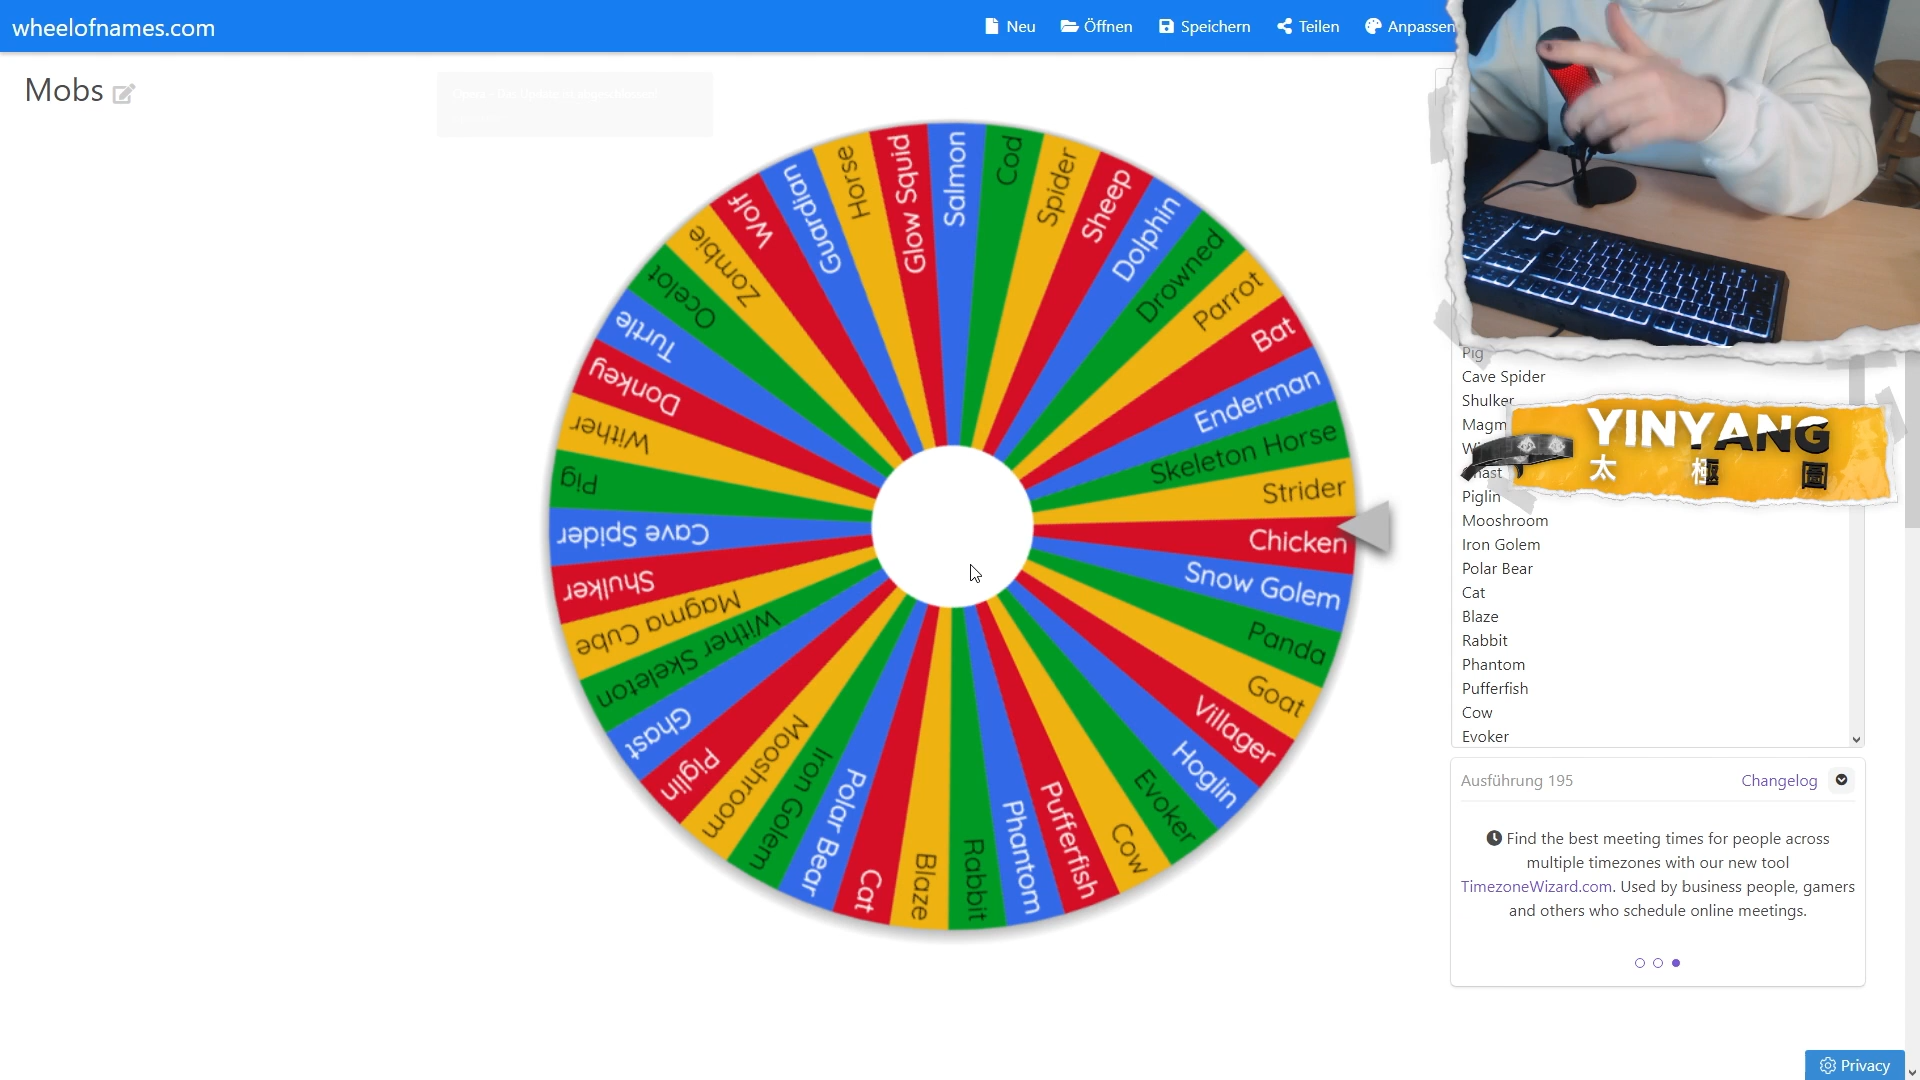 wheelofnames.com
Neu
Öffnen
Speichern
Teilen
Anpassen
Mobs
Salmon
Cod
Spider
Sheep
Dolphin
Drowned
Parrot
Bat
Enderman
Skeleton Horse
Strider
Chicken
Snow Golem
Panda
Goat
Villager
Hoglin
Evoker
Cow
Pufferfish
Phantom
Rabbit
Blaze
Cat
Polar Bear
Iron Golem
Mooshroom
Piglin
Ghast
Wither Skeleton
Magma Cube
Shulker
Cave Spider
Pig
Wither
Donkey
Turtle
Ocelot
Zombie
Wolf
Guardian
Horse
Glow Squid
Pig
Cave Spider
Shulker
Magm
YINYANG
太 極 圖
Piglin
Mooshroom
Iron Golem
Polar Bear
Cat
Blaze
Rabbit
Phantom
Pufferfish
Cow
Evoker
Ausführung 195
Changelog
Find the best meeting times for people across
multiple timezones with our new tool
TimezoneWizard.com. Used by business people, gamers
and others who schedule online meetings.
Privacy